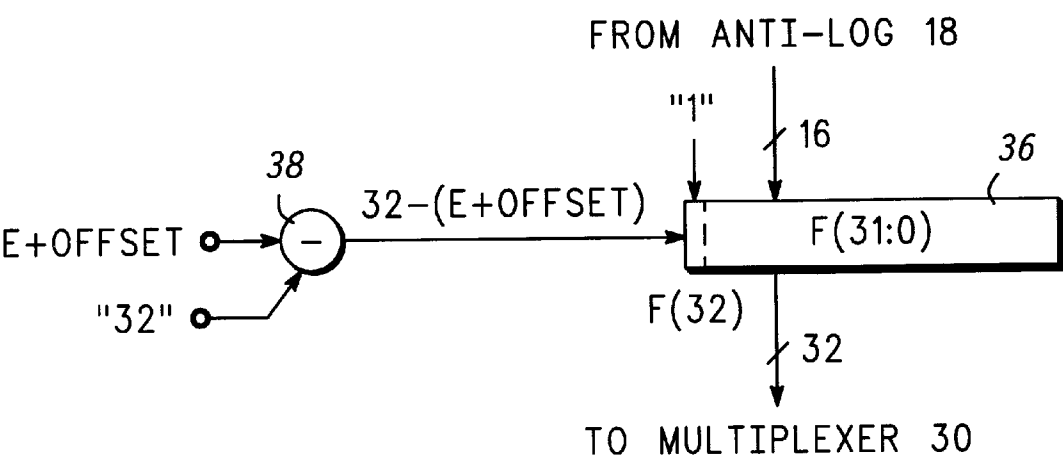 FROM ANTI-LOG 18
"1"
16
36
38
32-(E+OFFSET)
E+OFFSET
−
F(31:0)
"32"
F(32)
32
TO MULTIPLEXER 30